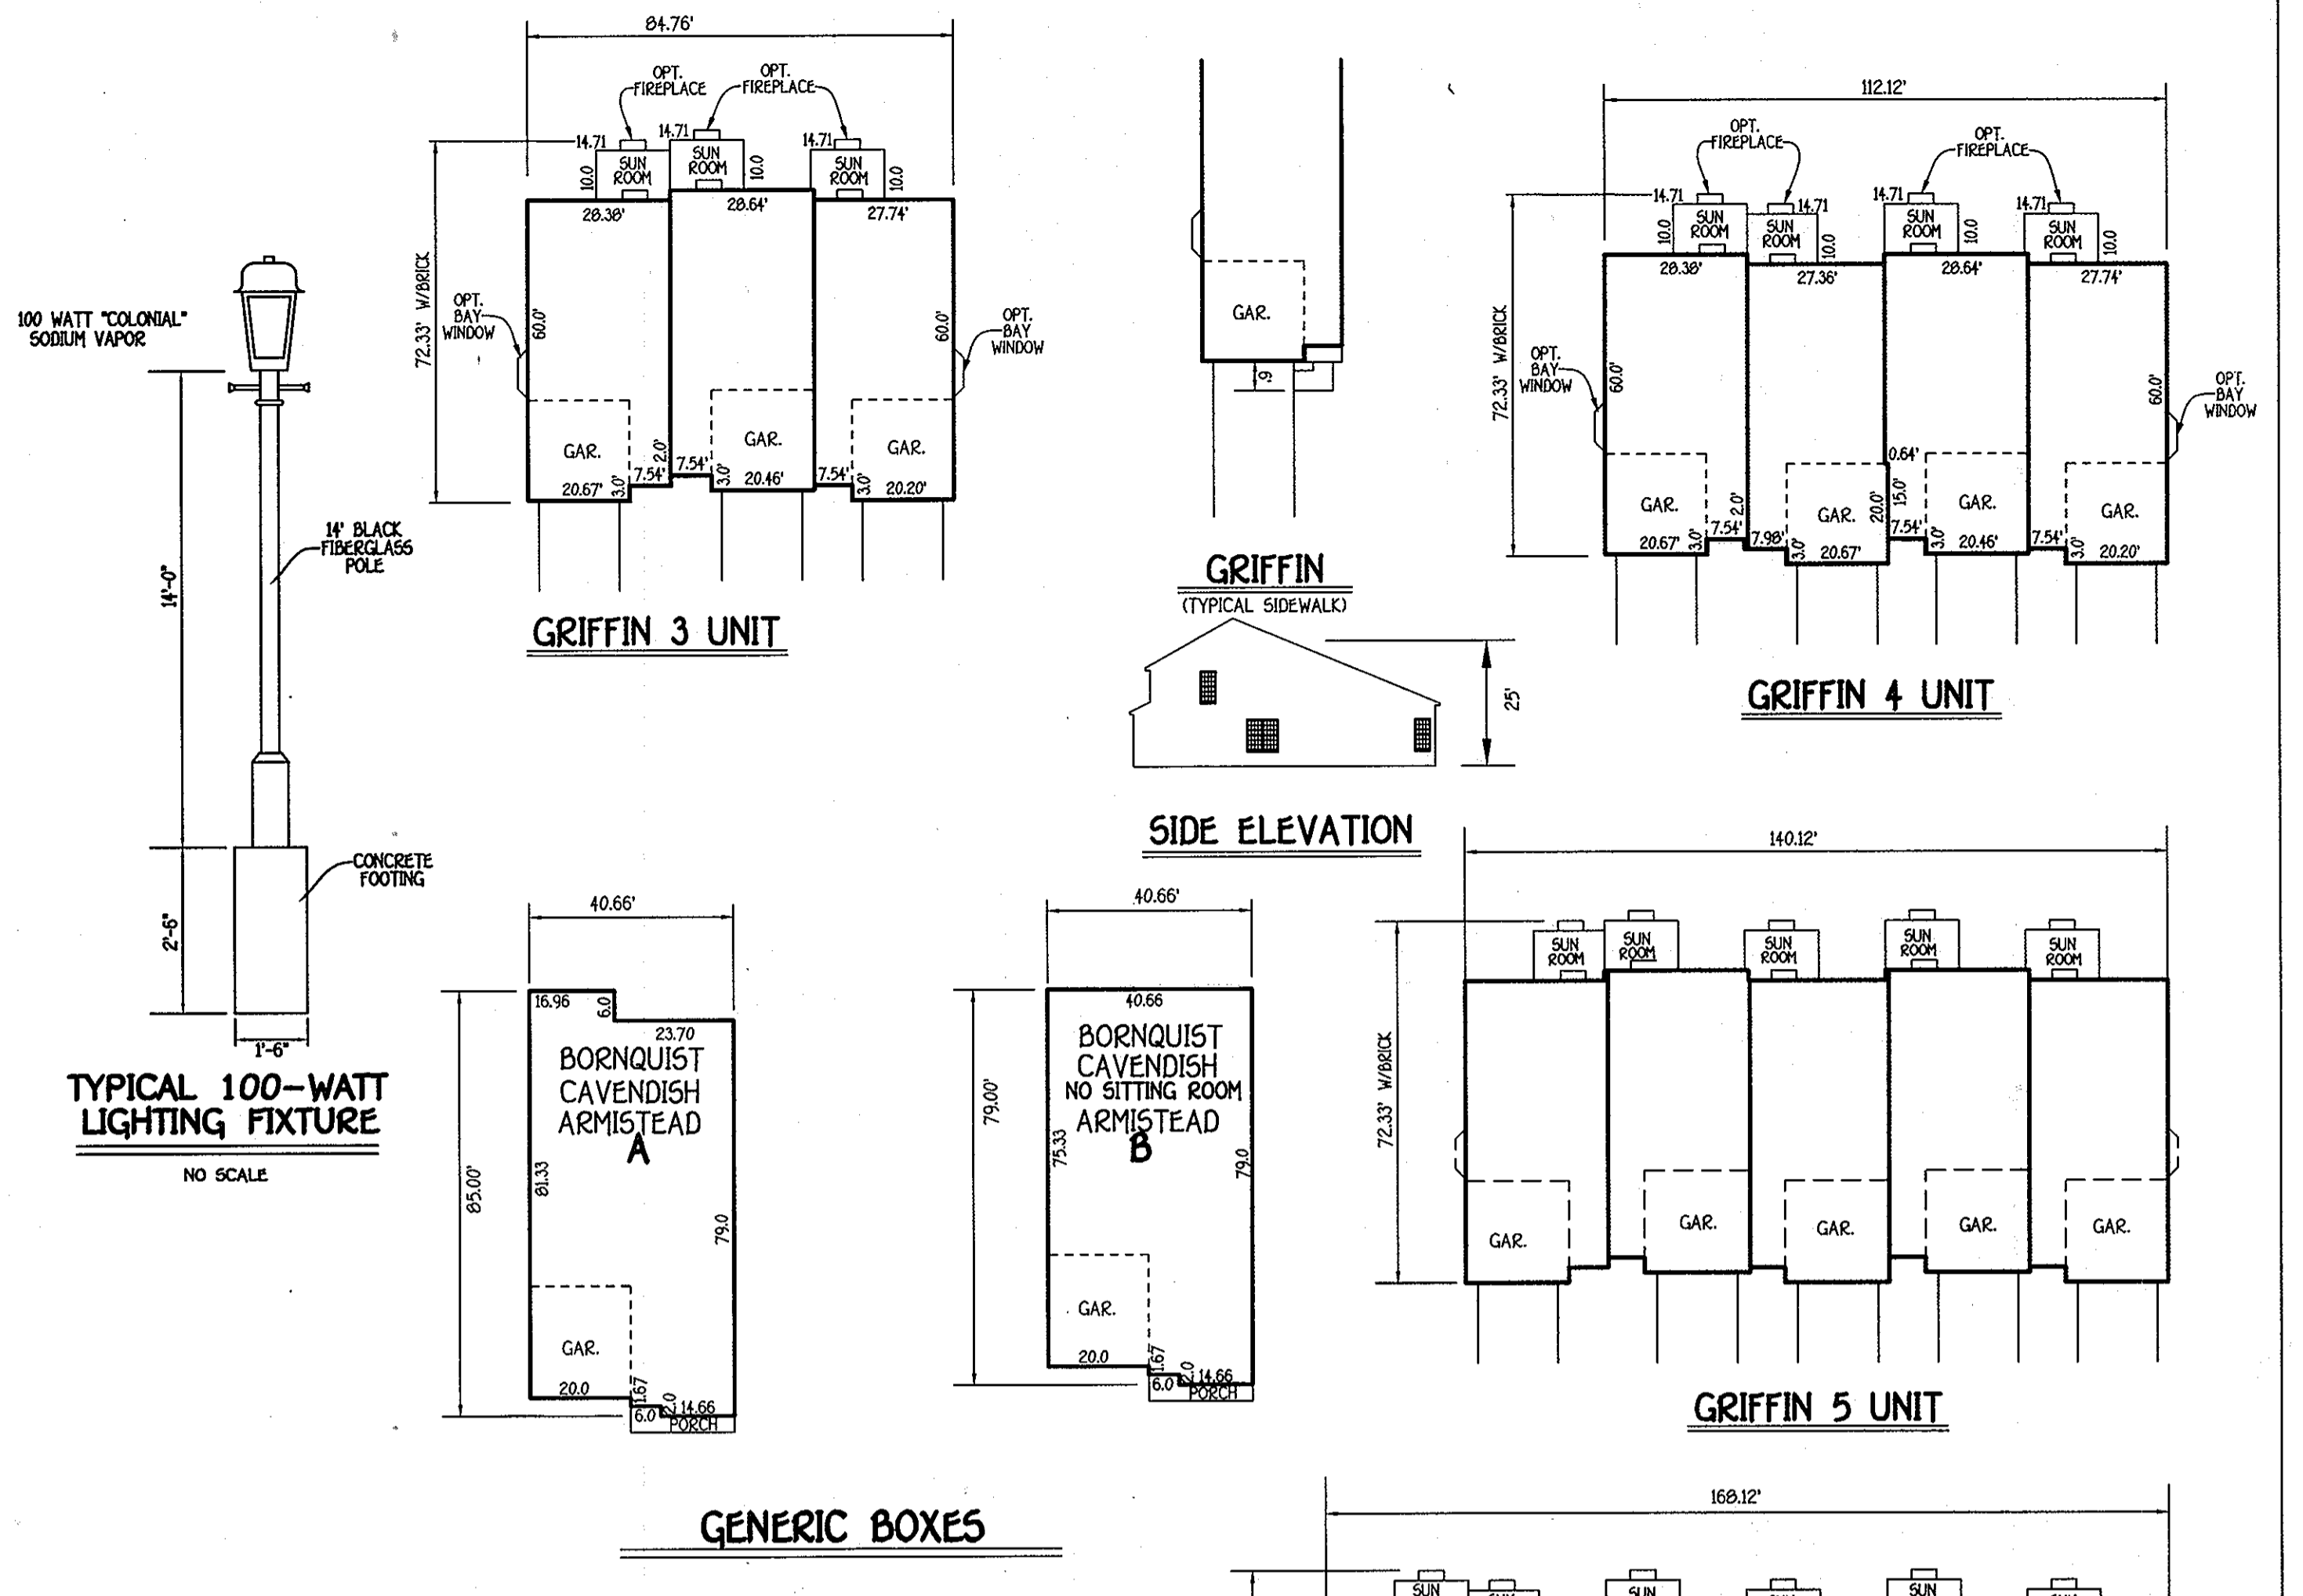 84.76'
OPT.
FIREPLACE
OPT.
FIREPLACE
14.71
14.71
14.71
SUN
ROOM
SUN
ROOM
SUN
ROOM
10.0
10.0
10.0
28.38'
28.64'
27.74'
72.33' W/BRICK
OPT.
BAY
WINDOW
60.0'
60.0'
OPT.
BAY
WINDOW
GAR.
GAR.
GAR.
2.0'
7.54'
7.54'
7.54'
20.67'
3.0'
3.0'
20.46'
3.0'
20.20'
GRIFFIN 3 UNIT
GAR.
9'
GRIFFIN
(TYPICAL SIDEWALK)
25'
SIDE ELEVATION
112.12'
OPT.
FIREPLACE
OPT.
FIREPLACE
14.71
14.71
14.71
14.71
SUN
ROOM
SUN
ROOM
SUN
ROOM
SUN
ROOM
10.0
10.0
10.0
10.0
28.38'
27.36'
28.64'
27.74'
72.33' W/BRICK
OPT.
BAY
WINDOW
60.0'
60.0'
OPT.
BAY
WINDOW
0.64'
GAR.
GAR.
GAR.
GAR.
2.0'
20.0'
15.0'
7.54'
7.98'
7.54'
7.54'
20.67'
3.0'
3.0'
20.67'
3.0'
20.46'
3.0'
20.20'
GRIFFIN 4 UNIT
100 WATT "COLONIAL"
SODIUM VAPOR
14'-0"
14' BLACK
FIBERGLASS
POLE
CONCRETE
FOOTING
2'-6"
1'-6"
TYPICAL 100-WATT
LIGHTING FIXTURE
NO SCALE
40.66'
16.96
6.0
23.70
BORNQUIST
CAVENDISH
ARMISTEAD
A
85.00'
81.33
79.0
GAR.
20.0
1.67
6.0
2.0
14.66
PORCH
40.66'
40.66
BORNQUIST
CAVENDISH
NO SITTING ROOM
ARMISTEAD
B
79.00'
75.33
79.0
GAR.
20.0
1.67
6.0
2.0
14.66
PORCH
GENERIC BOXES
140.12'
SUN
ROOM
SUN
ROOM
SUN
ROOM
SUN
ROOM
SUN
ROOM
72.33' W/BRICK
GAR.
GAR.
GAR.
GAR.
GAR.
GRIFFIN 5 UNIT
168.12'
SUN
SUN
SUN